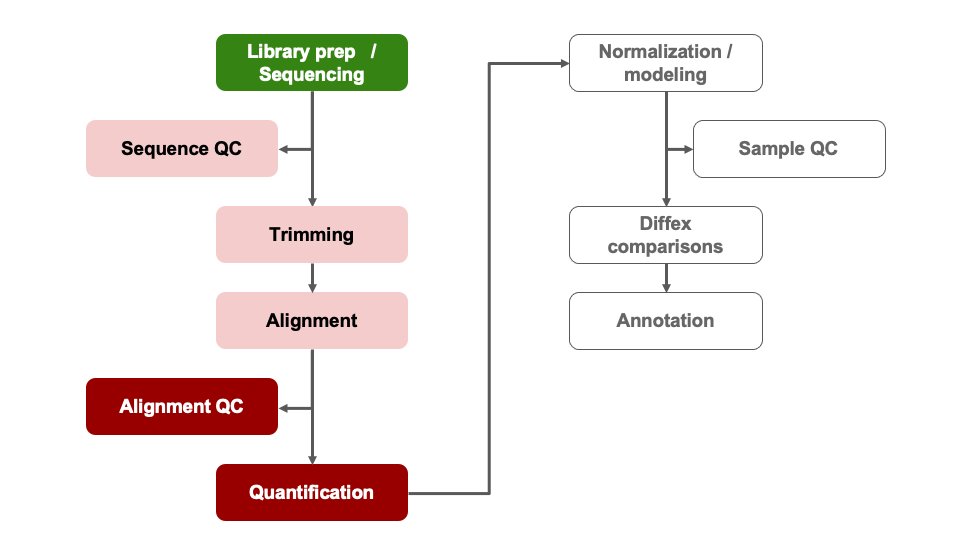 Library prep /
Sequencing
Sequence QC
Trimming
Alignment
Alignment QC
Quantification
Normalization /
modeling
Sample QC
Diffex
comparisons
Annotation